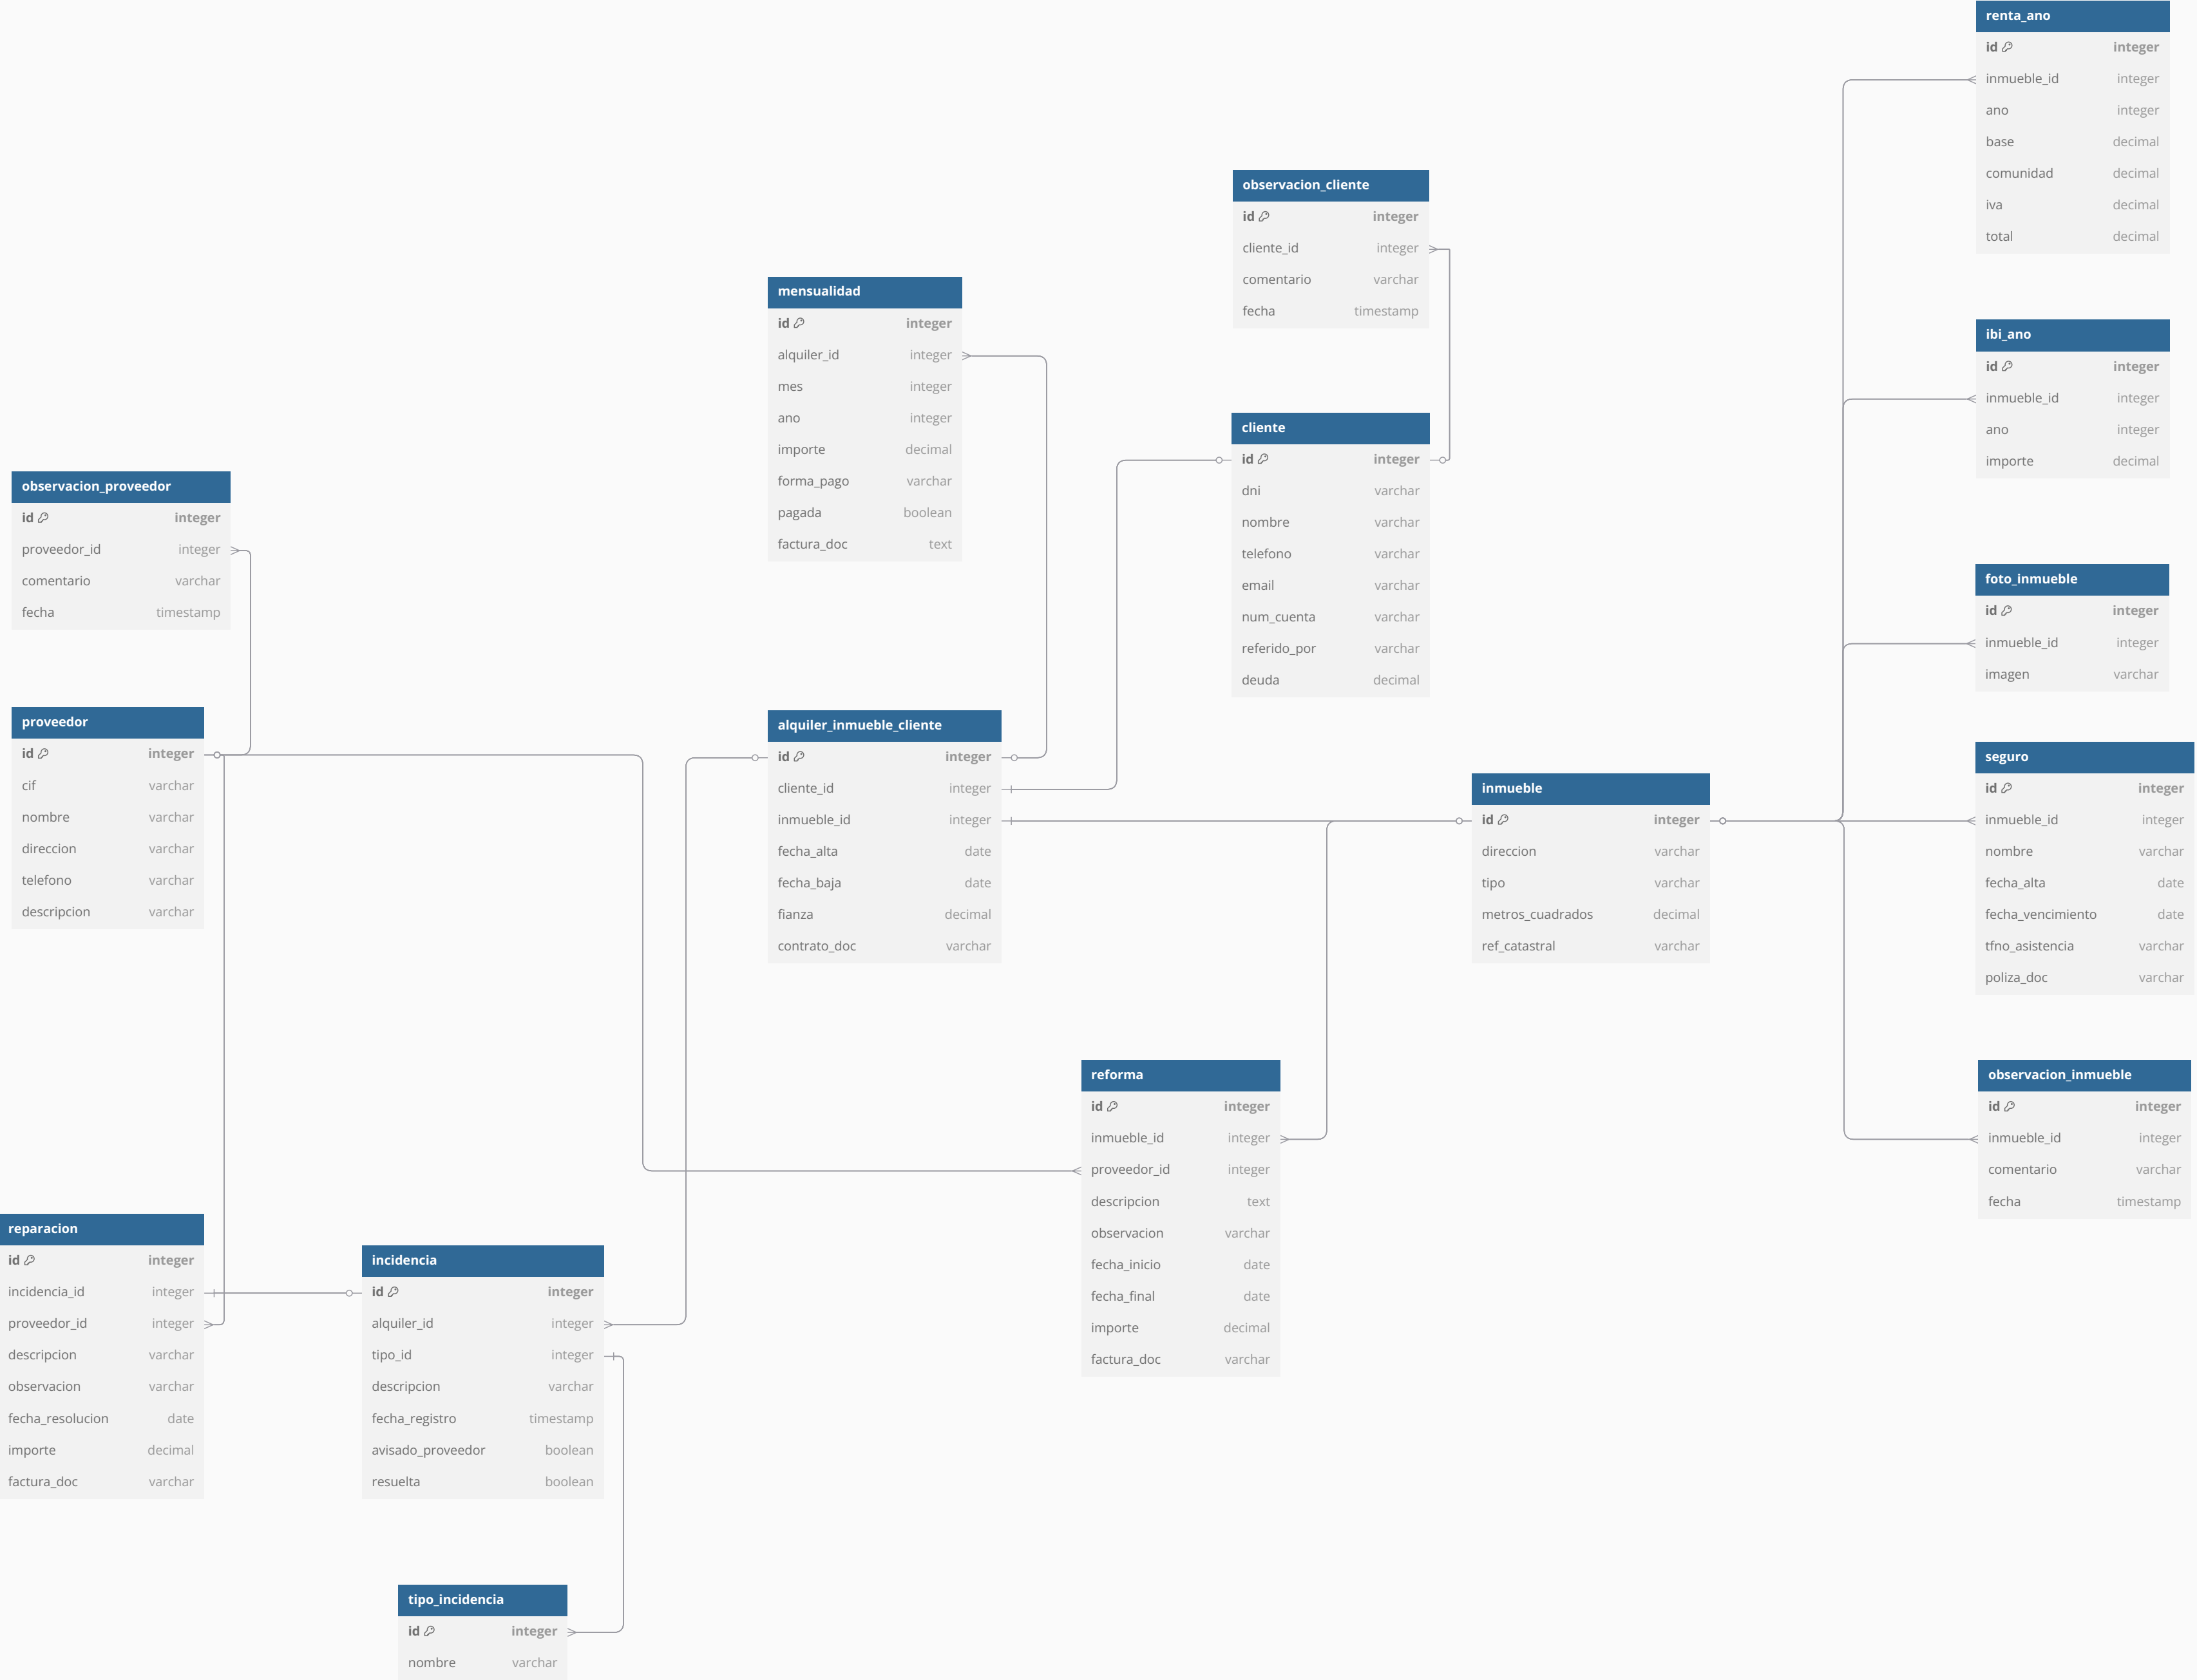 renta_ano
id integer
inmueble_id integer
ano integer
base decimal
comunidad decimal
iva decimal
total decimal
observacion_cliente
id integer
cliente_id integer
comentario varchar
fecha timestamp
mensualidad
id integer
alquiler_id integer
mes integer
ano integer
importe decimal
forma_pago varchar
pagada boolean
factura_doc text
ibi_ano
id integer
inmueble_id integer
ano integer
importe decimal
cliente
id integer
dni varchar
nombre varchar
telefono varchar
email varchar
num_cuenta varchar
referido_por varchar
deuda decimal
observacion_proveedor
id integer
proveedor_id integer
comentario varchar
fecha timestamp
foto_inmueble
id integer
inmueble_id integer
imagen varchar
proveedor
id integer
cif varchar
nombre varchar
direccion varchar
telefono varchar
descripcion varchar
alquiler_inmueble_cliente
id integer
cliente_id integer
inmueble_id integer
fecha_alta date
fecha_baja date
fianza decimal
contrato_doc varchar
inmueble
id integer
direccion varchar
tipo varchar
metros_cuadrados decimal
ref_catastral varchar
seguro
id integer
inmueble_id integer
nombre varchar
fecha_alta date
fecha_vencimiento date
tfno_asistencia varchar
poliza_doc varchar
reforma
id integer
inmueble_id integer
proveedor_id integer
descripcion text
observacion varchar
fecha_inicio date
fecha_final date
importe decimal
factura_doc varchar
observacion_inmueble
id integer
inmueble_id integer
comentario varchar
fecha timestamp
reparacion
id integer
incidencia_id integer
proveedor_id integer
descripcion varchar
observacion varchar
fecha_resolucion date
importe decimal
factura_doc varchar
incidencia
id integer
alquiler_id integer
tipo_id integer
descripcion varchar
fecha_registro timestamp
avisado_proveedor boolean
resuelta boolean
tipo_incidencia
id integer
nombre varchar